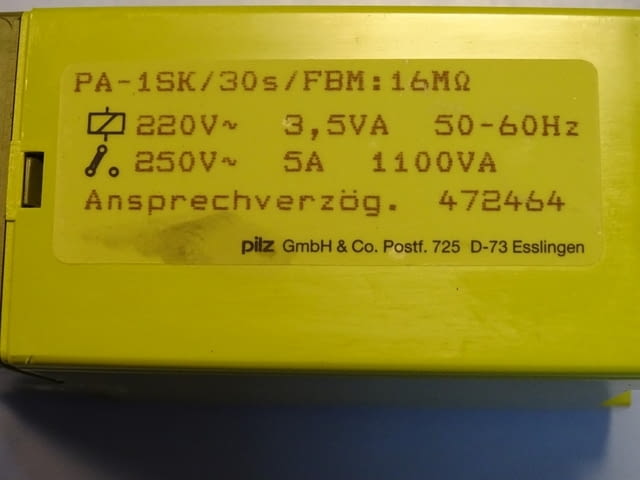 PA-1SK/30s/FBM:16MΩ
220V~ 3,5VA 50-60Hz
250V~ 5A 1100VA
Ansprechverzög. 472464
pilz GmbH & Co. Postf. 725 D-73 Esslingen